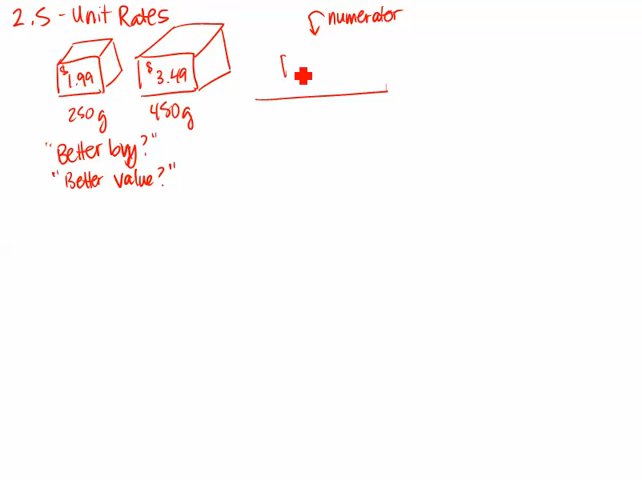 2.5 - Unit Rates
numerator
$1.99
$3.49
250g
450g
"Better buy?"
"Better value?"